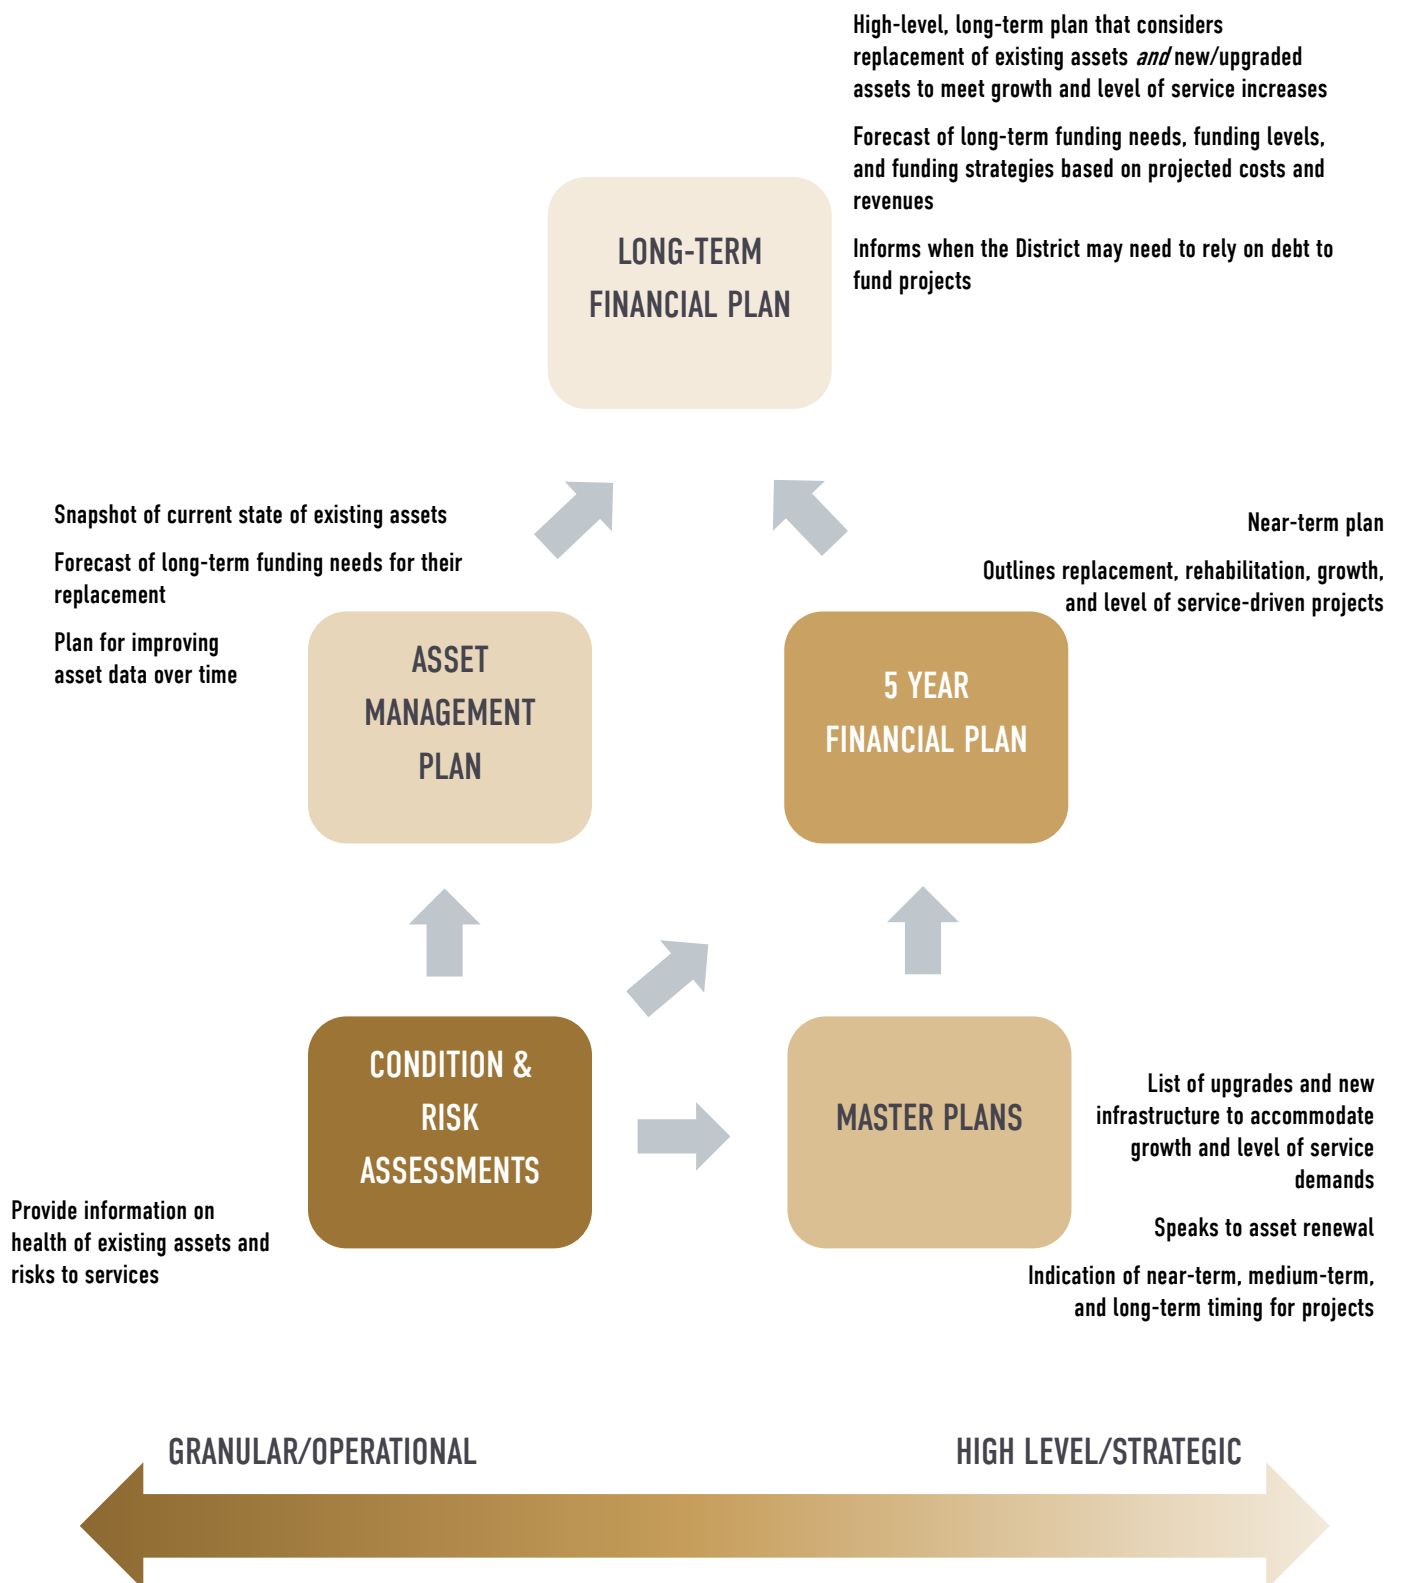 High-level, long-term plan that considers
replacement of existing assets and new/upgraded
assets to meet growth and level of service increases
Forecast of long-term funding needs, funding levels,
and funding strategies based on projected costs and
revenues
Informs when the District may need to rely on debt to
fund projects
LONG-TERM
FINANCIAL PLAN
Snapshot of current state of existing assets
Forecast of long-term funding needs for their
replacement
Plan for improving
asset data over time
ASSET
MANAGEMENT
PLAN
Near-term plan
Outlines replacement, rehabilitation, growth,
and level of service-driven projects
5 YEAR
FINANCIAL PLAN
CONDITION &
RISK
ASSESSMENTS
Provide information on
health of existing assets and
risks to services
MASTER PLANS
List of upgrades and new
infrastructure to accommodate
growth and level of service
demands
Speaks to asset renewal
Indication of near-term, medium-term,
and long-term timing for projects
GRANULAR/OPERATIONAL
HIGH LEVEL/STRATEGIC